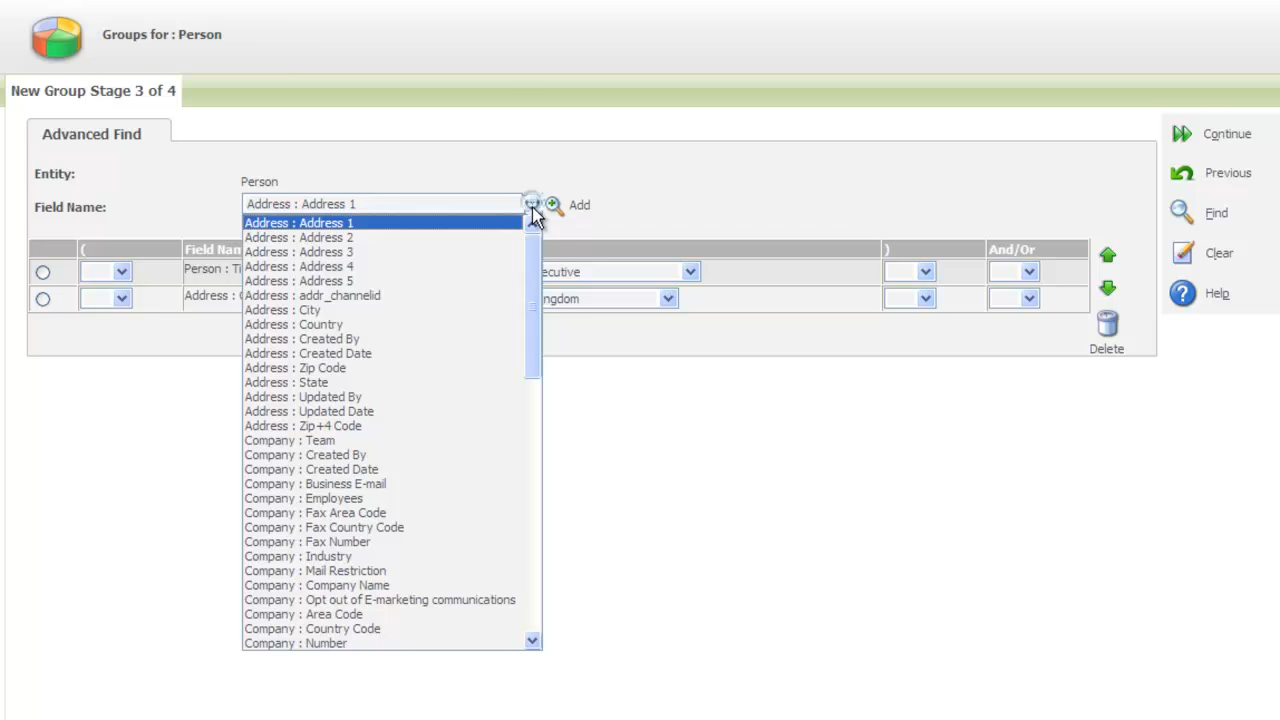 Groups for : Person
New Group Stage 3 of 4
Advanced Find
Entity:
Person
Field Name:
Address : Address 1
Add
Address : Address 1
Address : Address 2
Address : Address 3
Address : Address 4
Address : Address 5
Address : addr_channelid
Address : City
Address : Country
Address : Created By
Address : Created Date
Address : Zip Code
Address : State
Address : Updated By
Address : Updated Date
Address : Zip+4 Code
Company : Team
Company : Created By
Company : Created Date
Company : Business E-mail
Company : Employees
Company : Fax Area Code
Company : Fax Country Code
Company : Fax Number
Company : Industry
Company : Mail Restriction
Company : Company Name
Company : Opt out of E-marketing communications
Company : Area Code
Company : Country Code
Company : Number
( Field Nam ) And/Or
Person : Ti ecutive
Address : ngdom
Delete
Continue
Previous
Find
Clear
Help